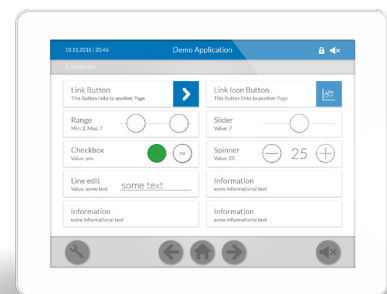 18.11.2015 | 20:45
Demo Application
Controls
Link Button
This Button links to another Page
Link Icon Button
This Button links to another Page
Range
Min: 2, Max: 7
Slider
Value: 7
Checkbox
Value: yes
Spinner
Value: 25
25
Line edit
Value: some text
some text
Information
some informational text
Information
some informational text
Information
some informational text